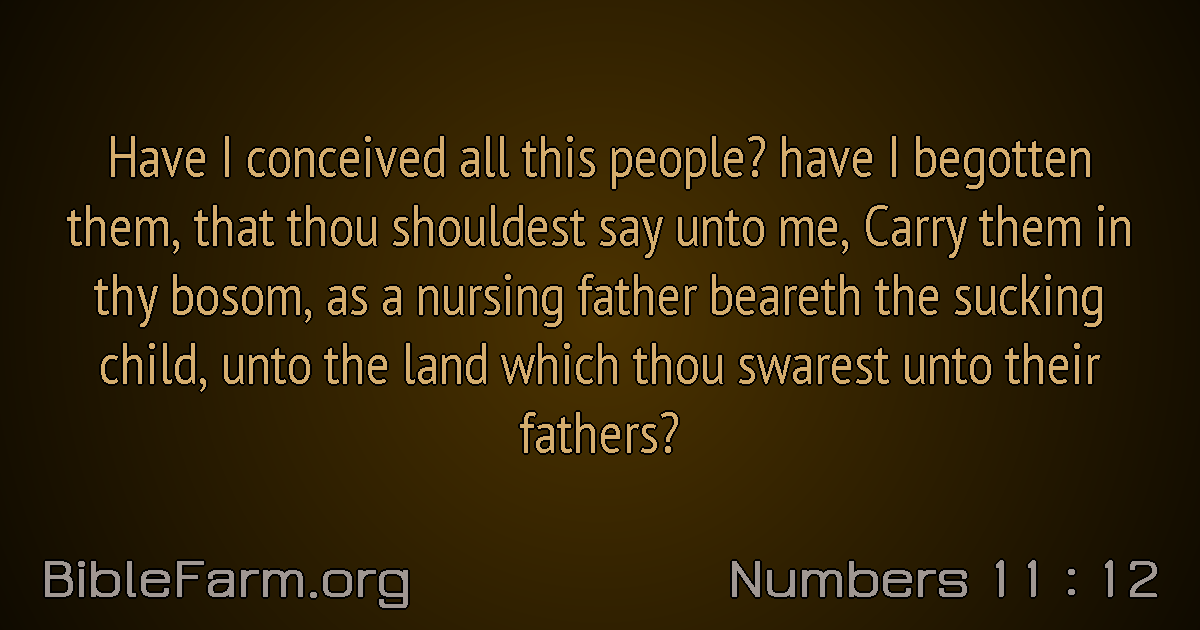 Have I conceived all this people? have I begotten
them, that thou shouldest say unto me, Carry them in
thy bosom, as a nursing father beareth the sucking
child, unto the land which thou swarest unto their
fathers?
BibleFarm.org
Numbers 11 : 12